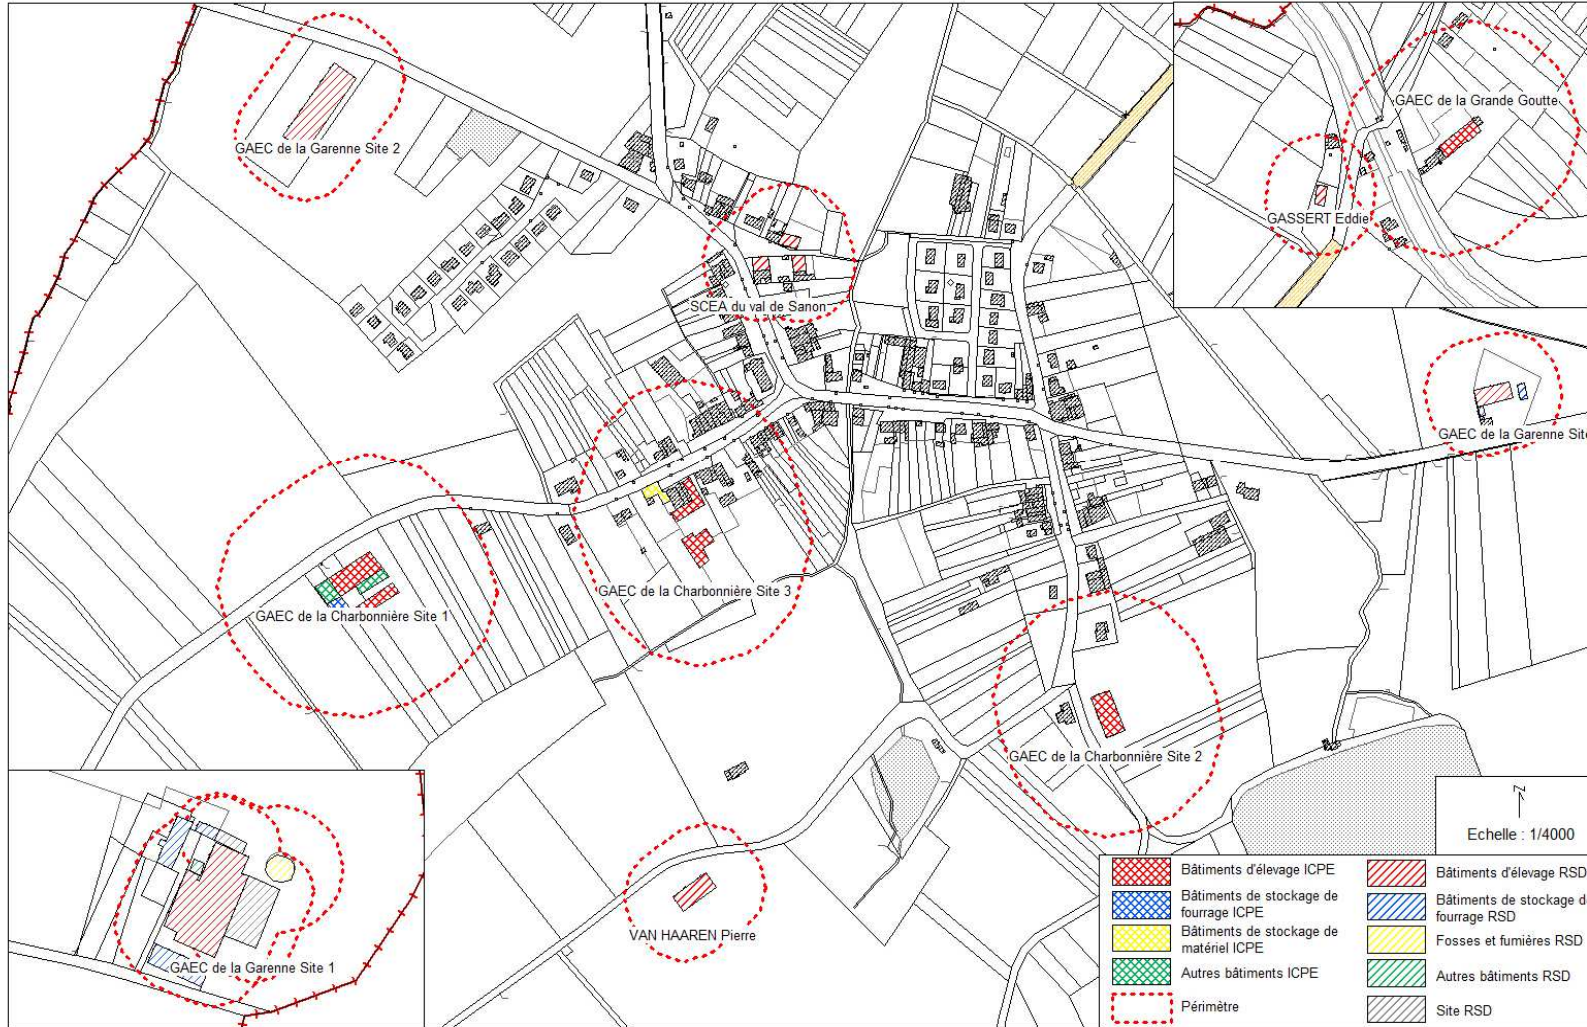 GAEC de la Grande Goutte
GAEC de la Garenne Site 2
GASSERT Eddie
SCEA du val de Sanon
GAEC de la Garenne Site
GAEC de la Charbonnière Site 3
GAEC de la Charbonnière Site 1
GAEC de la Charbonnière Site 2
VAN HAAREN Pierre
GAEC de la Garenne Site 1
N
Echelle : 1/4000
Bâtiments d'élevage ICPE
Bâtiments de stockage de
fourrage ICPE
Bâtiments de stockage de
matériel ICPE
Autres bâtiments ICPE
Périmètre
Bâtiments d'élevage RSD
Bâtiments de stockage d
fourrage RSD
Fosses et fumières RSD
Autres bâtiments RSD
Site RSD